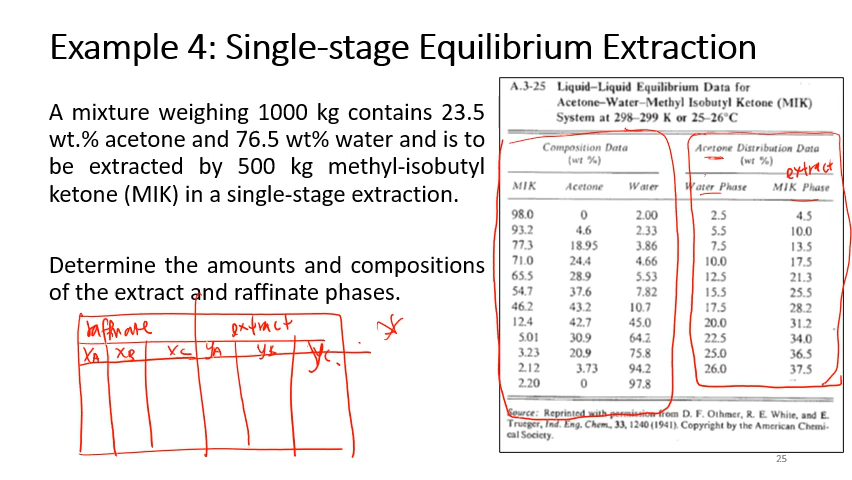 Example 4: Single-stage Equilibrium Extraction
A mixture weighing 1000 kg contains 23.5
wt.% acetone and 76.5 wt% water and is to
be extracted by 500 kg methyl-isobutyl
ketone (MIK) in a single-stage extraction.
Determine the amounts and compositions
of the extract and raffinate phases.
raffinate extract
xA xB xC yA yB yC
A.3-25 Liquid–Liquid Equilibrium Data for
Acetone–Water–Methyl Isobutyl Ketone (MIK)
System at 298–299 K or 25–26°C
Composition Data Acetone Distribution Data
(wt %) (wt %)
extract
MIK Acetone Water Water Phase MIK Phase
98.0 0 2.00 2.5 4.5
93.2 4.6 2.33 5.5 10.0
77.3 18.95 3.86 7.5 13.5
71.0 24.4 4.66 10.0 17.5
65.5 28.9 5.53 12.5 21.3
54.7 37.6 7.82 15.5 25.5
46.2 43.2 10.7 17.5 28.2
12.4 42.7 45.0 20.0 31.2
5.01 30.9 64.2 22.5 34.0
3.23 20.9 75.8 25.0 36.5
2.12 3.73 94.2 26.0 37.5
2.20 0 97.8
Source: Reprinted with permission from D. F. Othmer, R. E. White, and E.
Trueger, Ind. Eng. Chem., 33, 1240 (1941). Copyright by the American Chemi-
cal Society.
25